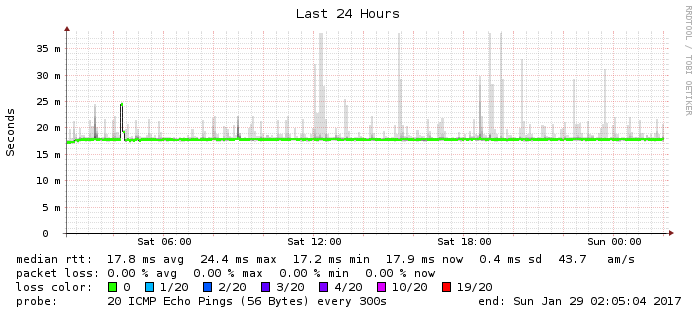 Last 24 Hours
RRDTOOL / TOBI OETIKER
Seconds
35 m
30 m
25 m
20 m
15 m
10 m
5 m
0
Sat 06:00 Sat 12:00 Sat 18:00 Sun 00:00
median rtt: 17.8 ms avg 24.4 ms max 17.2 ms min 17.9 ms now 0.4 ms sd 43.7 am/s
packet loss: 0.00 % avg 0.00 % max 0.00 % min 0.00 % now
loss color: 0 1/20 2/20 3/20 4/20 10/20 19/20
probe: 20 ICMP Echo Pings (56 Bytes) every 300s end: Sun Jan 29 02:05:04 2017